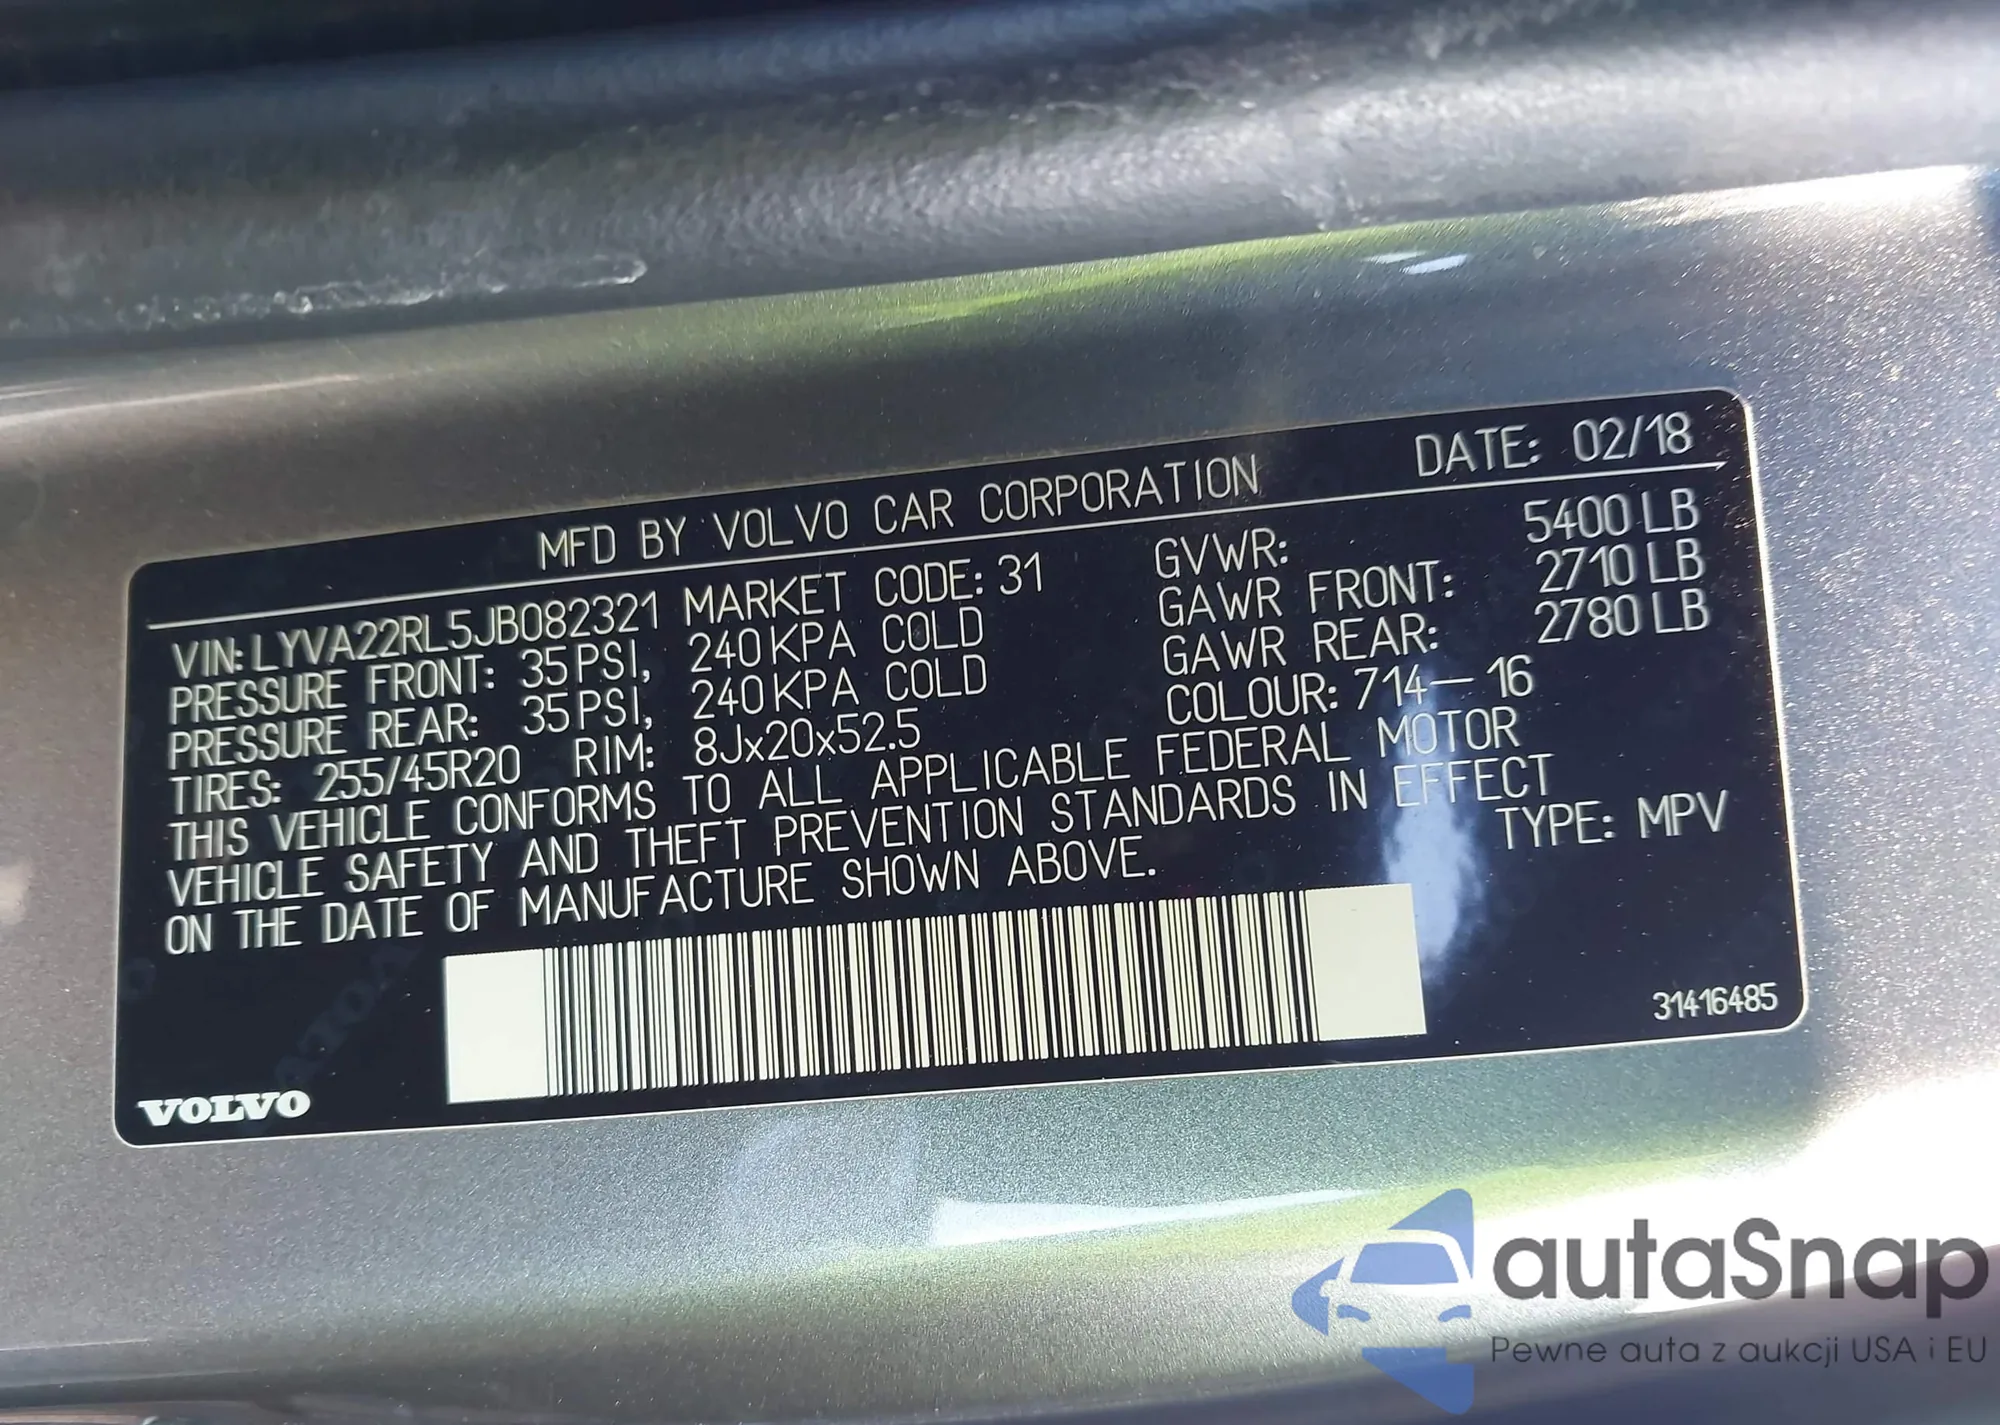 MFD BY VOLVO CAR CORPORATION DATE: 02/18
VIN: LYVA22RL5JB082321 MARKET CODE: 31 GVWR: 5400 LB
PRESSURE FRONT: 35 PSI, 240 KPA COLD GAWR FRONT: 2710 LB
PRESSURE REAR: 35 PSI, 240 KPA COLD GAWR REAR: 2780 LB
TIRES: 255/45R20 RIM: 8Jx20x52.5 COLOUR: 714-16
THIS VEHICLE CONFORMS TO ALL APPLICABLE FEDERAL MOTOR
VEHICLE SAFETY AND THEFT PREVENTION STANDARDS IN EFFECT
ON THE DATE OF MANUFACTURE SHOWN ABOVE. TYPE: MPV
31416485
VOLVO
autaSnap
Pewne auta z aukcji USA i EU